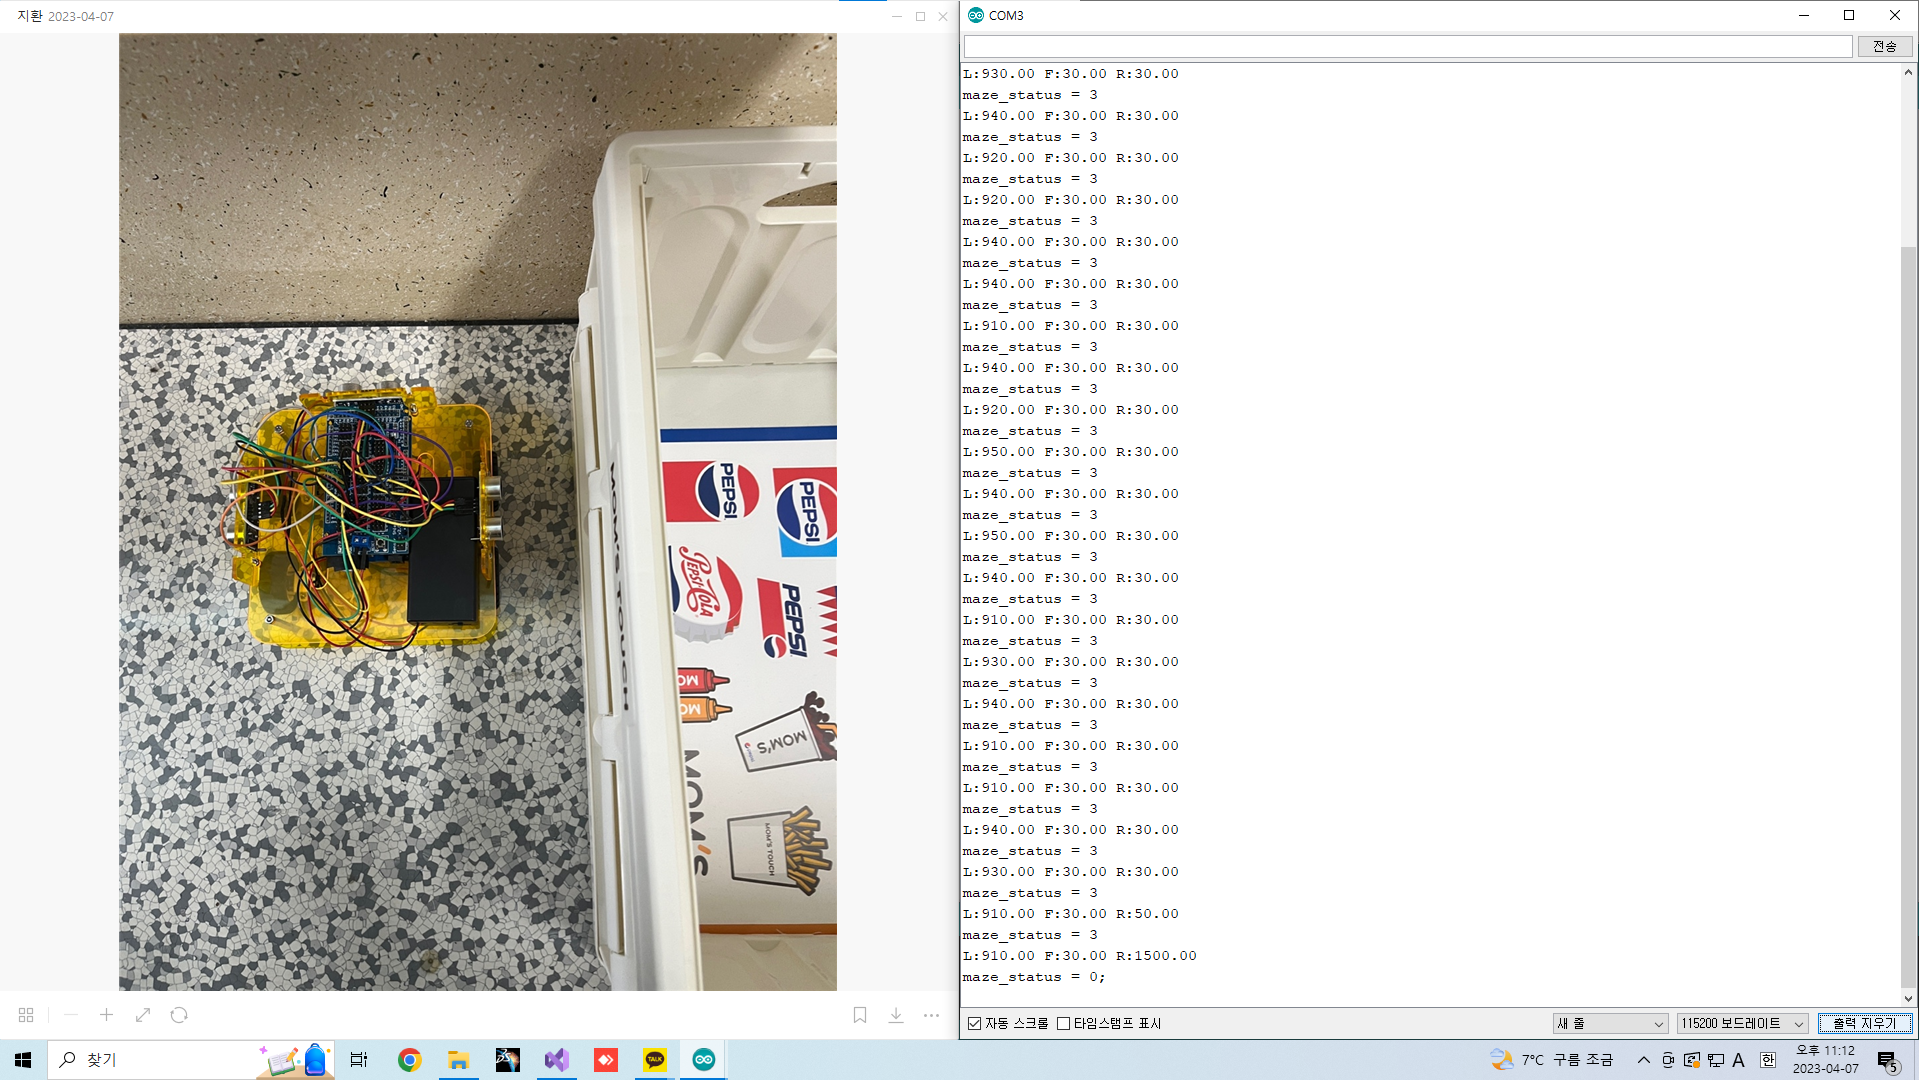 지환 2023-04-07
PEPSI
PEPSI
PEPSI-COLA
PEPSI
MOM'S TOUCH
MO
MO
MOM'S
MOM'S
MOM'S TOUCH
COM3
전송
L:930.00 F:30.00 R:30.00
maze_status = 3
L:940.00 F:30.00 R:30.00
maze_status = 3
L:920.00 F:30.00 R:30.00
maze_status = 3
L:920.00 F:30.00 R:30.00
maze_status = 3
L:940.00 F:30.00 R:30.00
maze_status = 3
L:940.00 F:30.00 R:30.00
maze_status = 3
L:910.00 F:30.00 R:30.00
maze_status = 3
L:940.00 F:30.00 R:30.00
maze_status = 3
L:920.00 F:30.00 R:30.00
maze_status = 3
L:950.00 F:30.00 R:30.00
maze_status = 3
L:940.00 F:30.00 R:30.00
maze_status = 3
L:950.00 F:30.00 R:30.00
maze_status = 3
L:940.00 F:30.00 R:30.00
maze_status = 3
L:910.00 F:30.00 R:30.00
maze_status = 3
L:930.00 F:30.00 R:30.00
maze_status = 3
L:940.00 F:30.00 R:30.00
maze_status = 3
L:910.00 F:30.00 R:30.00
maze_status = 3
L:910.00 F:30.00 R:30.00
maze_status = 3
L:940.00 F:30.00 R:30.00
maze_status = 3
L:930.00 F:30.00 R:30.00
maze_status = 3
L:910.00 F:30.00 R:50.00
maze_status = 3
L:910.00 F:30.00 R:1500.00
maze_status = 0;
자동 스크롤 타임스탬프 표시
새 줄
115200 보드레이트
출력 지우기
찾기
TALK
7°C 구름 조금
A
한
오후 11:12
2023-04-07
5